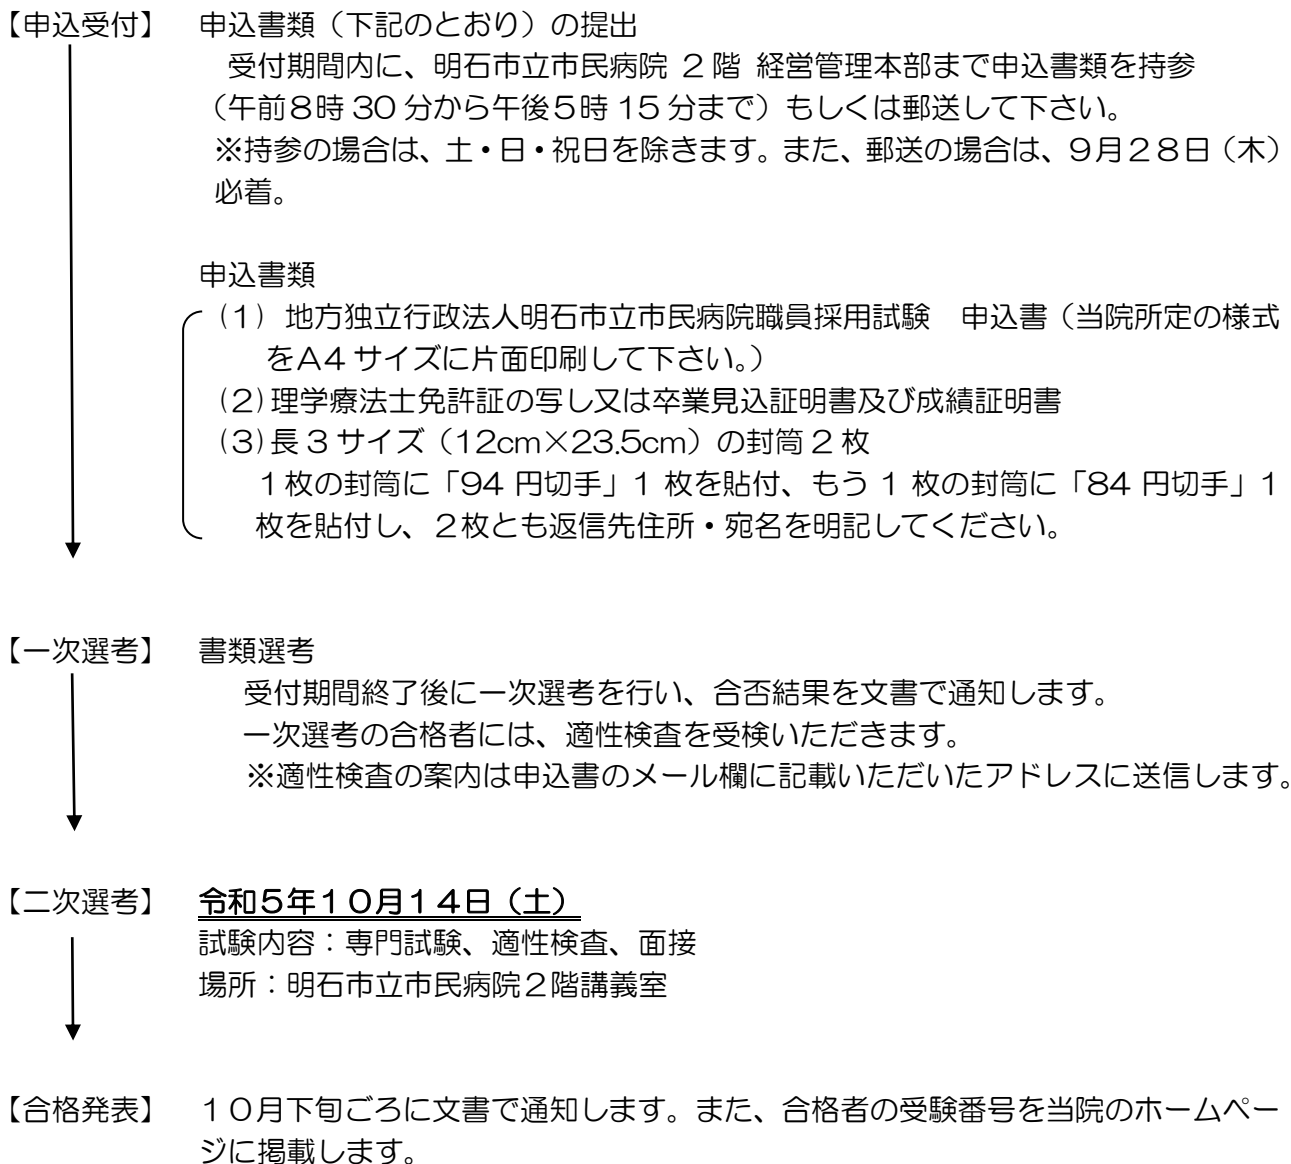 【申込受付】 申込書類（下記のとおり）の提出
受付期間内に、明石市立市民病院 2階 経営管理本部まで申込書類を持参
（午前8時30分から午後5時15分まで）もしくは郵送して下さい。
※持参の場合は、土・日・祝日を除きます。また、郵送の場合は、９月２８日（木）
必着。
申込書類
(1) 地方独立行政法人明石市立市民病院職員採用試験　申込書（当院所定の様式
をA4サイズに片面印刷して下さい。）
(2)理学療法士免許証の写し又は卒業見込証明書及び成績証明書
(3)長3サイズ（12cm×23.5cm）の封筒2枚
1枚の封筒に「94円切手」1枚を貼付、もう1枚の封筒に「84円切手」1
枚を貼付し、２枚とも返信先住所・宛名を明記してください。
【一次選考】 書類選考
受付期間終了後に一次選考を行い、合否結果を文書で通知します。
一次選考の合格者には、適性検査を受検いただきます。
※適性検査の案内は申込書のメール欄に記載いただいたアドレスに送信します。
【二次選考】 令和５年１０月１４日（土）
試験内容：専門試験、適性検査、面接
場所：明石市立市民病院２階講義室
【合格発表】 １０月下旬ごろに文書で通知します。また、合格者の受験番号を当院のホームペー
ジに掲載します。